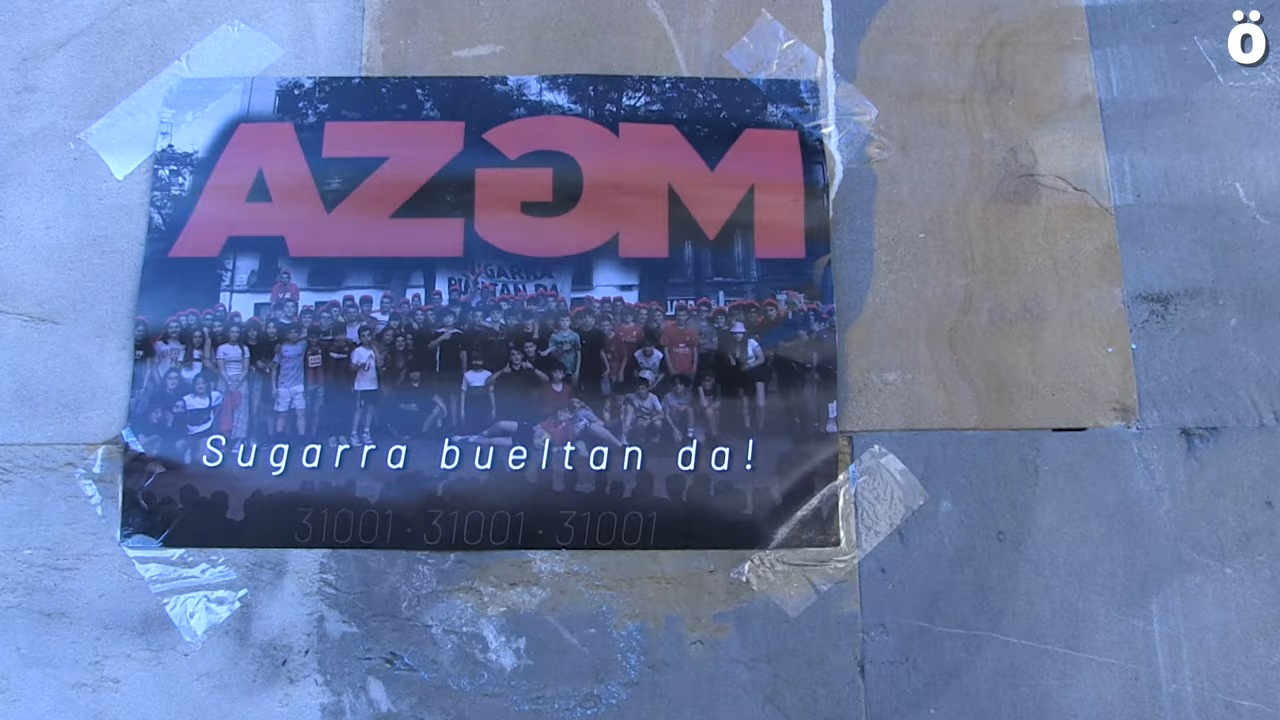 ö
AZGM
SUGARRA
BUELTAN DA
Sugarra bueltan da!
31001 · 31001 · 31001